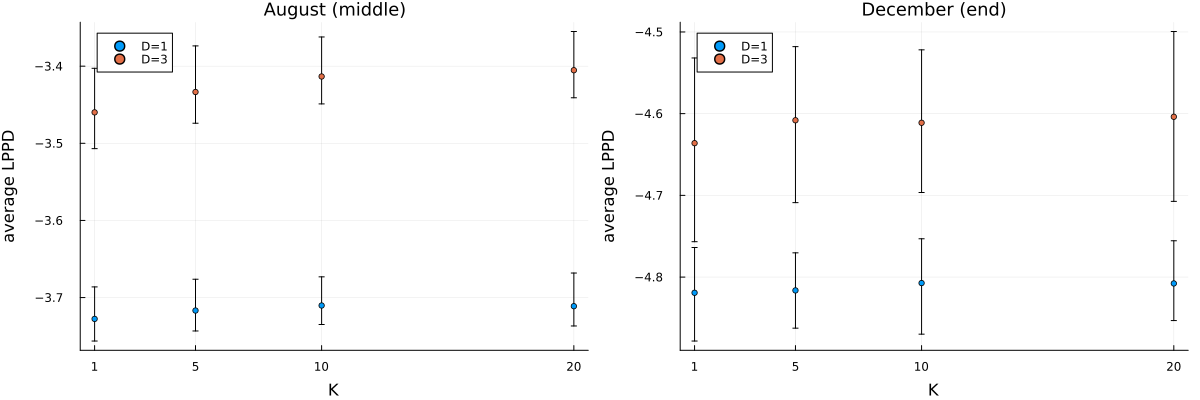 August (middle)
D=1
D=3
−3.4
−3.5
−3.6
−3.7
average LPPD
1
5
10
20
K
December (end)
D=1
D=3
−4.5
−4.6
−4.7
−4.8
average LPPD
1
5
10
20
K